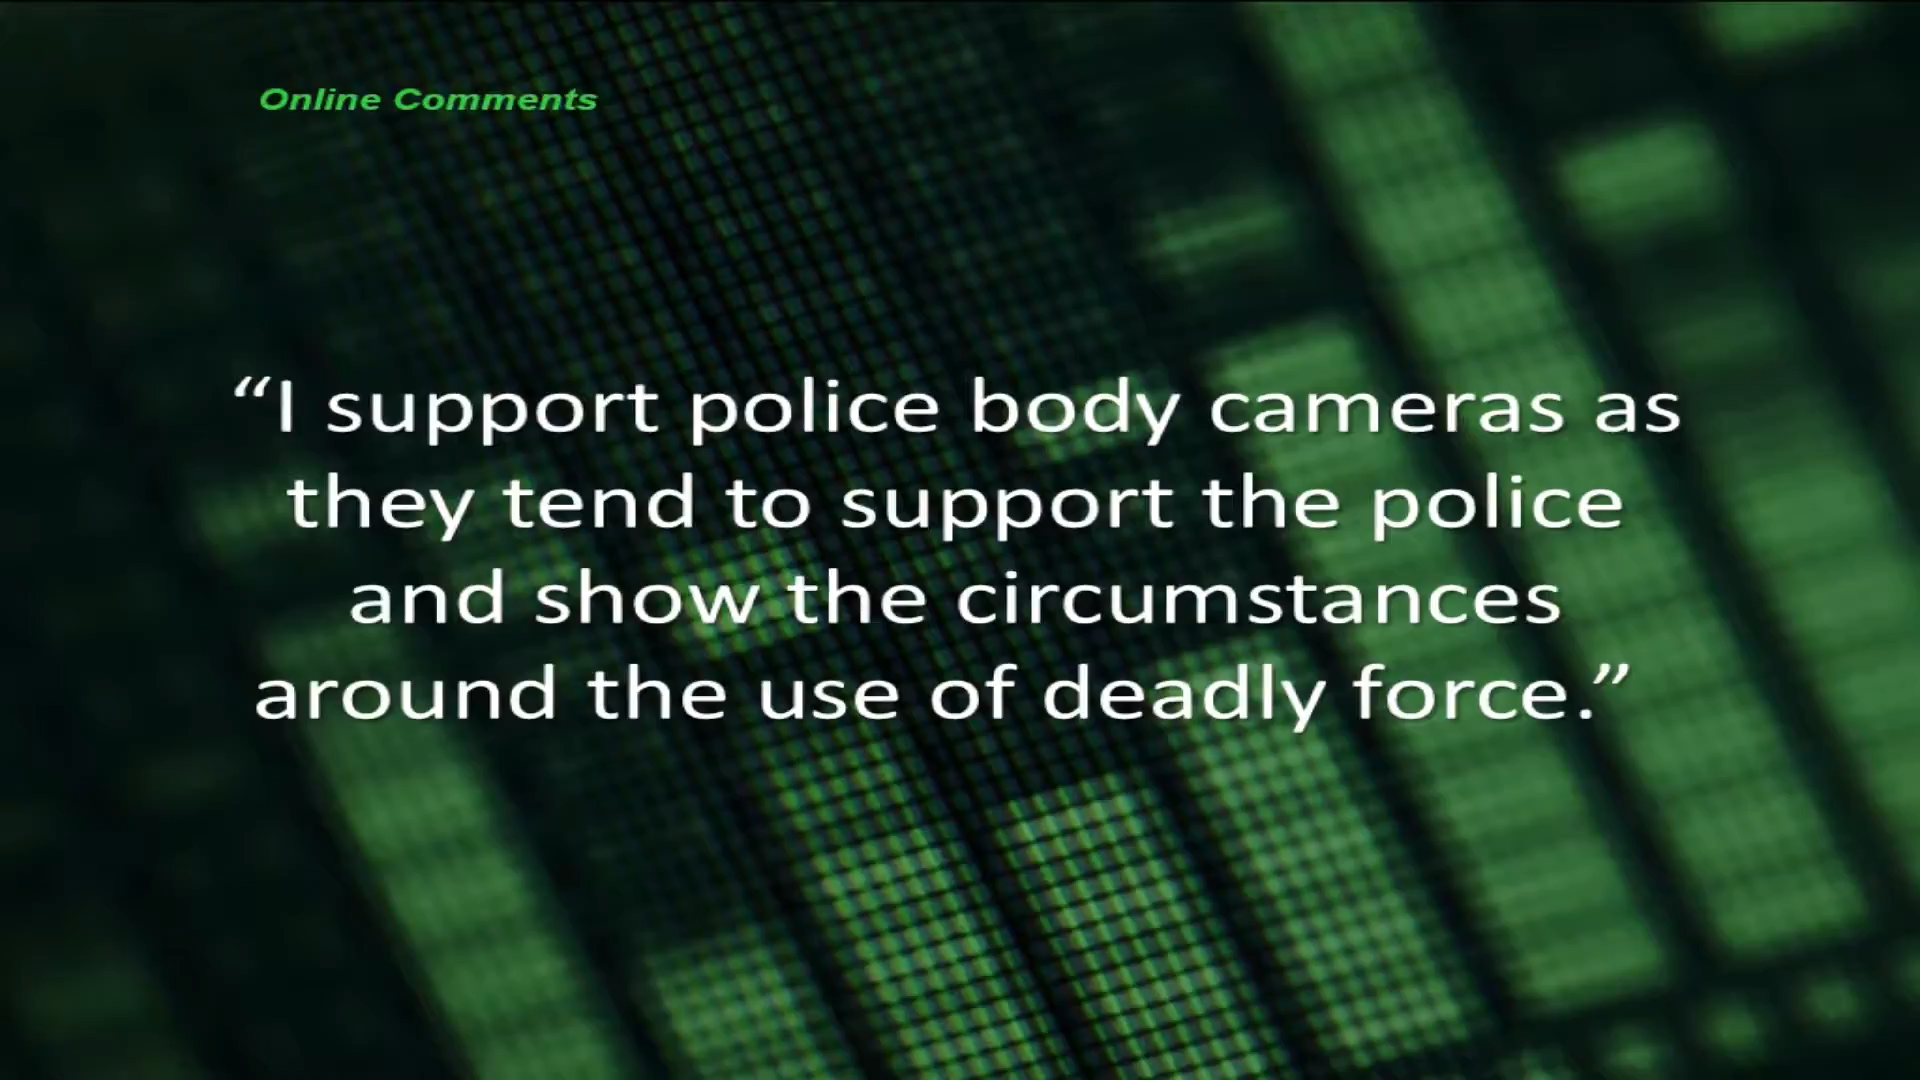 Online Comments
“I support police body cameras as
they tend to support the police
and show the circumstances
around the use of deadly force.”